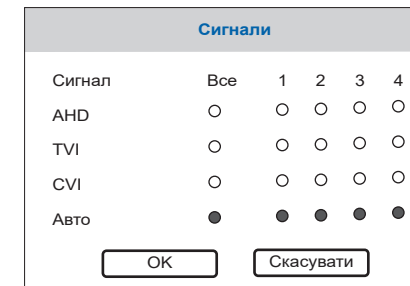 Сигнали
Сигнал Все 1 2 3 4
AHD
TVI
CVI
Авто
OK Скасувати